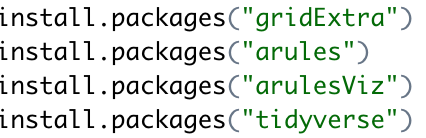 install.packages("gridExtra")
install.packages("arules")
install.packages("arulesViz")
install.packages("tidyverse")